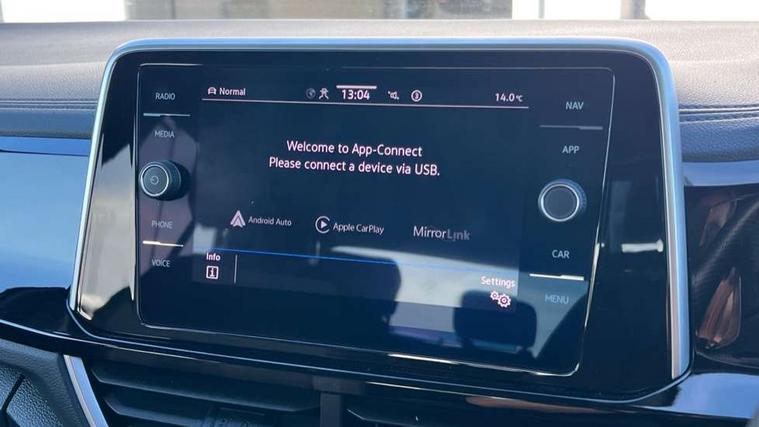 RADIO
MEDIA
PHONE
VOICE
Normal
13:04
14.0°C
Welcome to App-Connect
Please connect a device via USB.
Android Auto
Apple CarPlay
MirrorLink
Info
Settings
NAV
APP
CAR
MENU